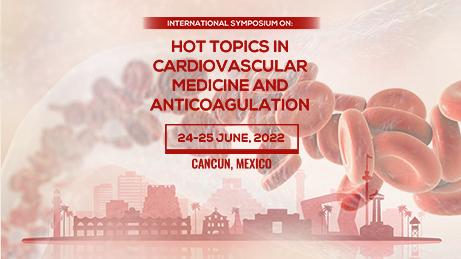 INTERNATIONAL SYMPOSIUM ON:
HOT TOPICS IN
CARDIOVASCULAR
MEDICINE AND
ANTICOAGULATION
24-25 JUNE, 2022
CANCUN, MEXICO